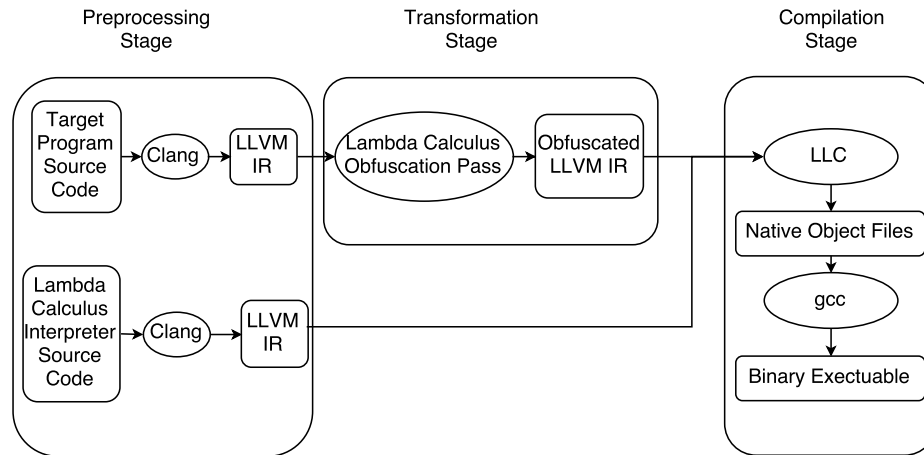 Preprocessing
Stage
Transformation
Stage
Compilation
Stage
Target
Program
Source
Code
Clang
LLVM
IR
Lambda Calculus
Obfuscation Pass
Obfuscated
LLVM IR
LLC
Native Object Files
gcc
Binary Exectuable
Lambda
Calculus
Interpreter
Source
Code
Clang
LLVM
IR